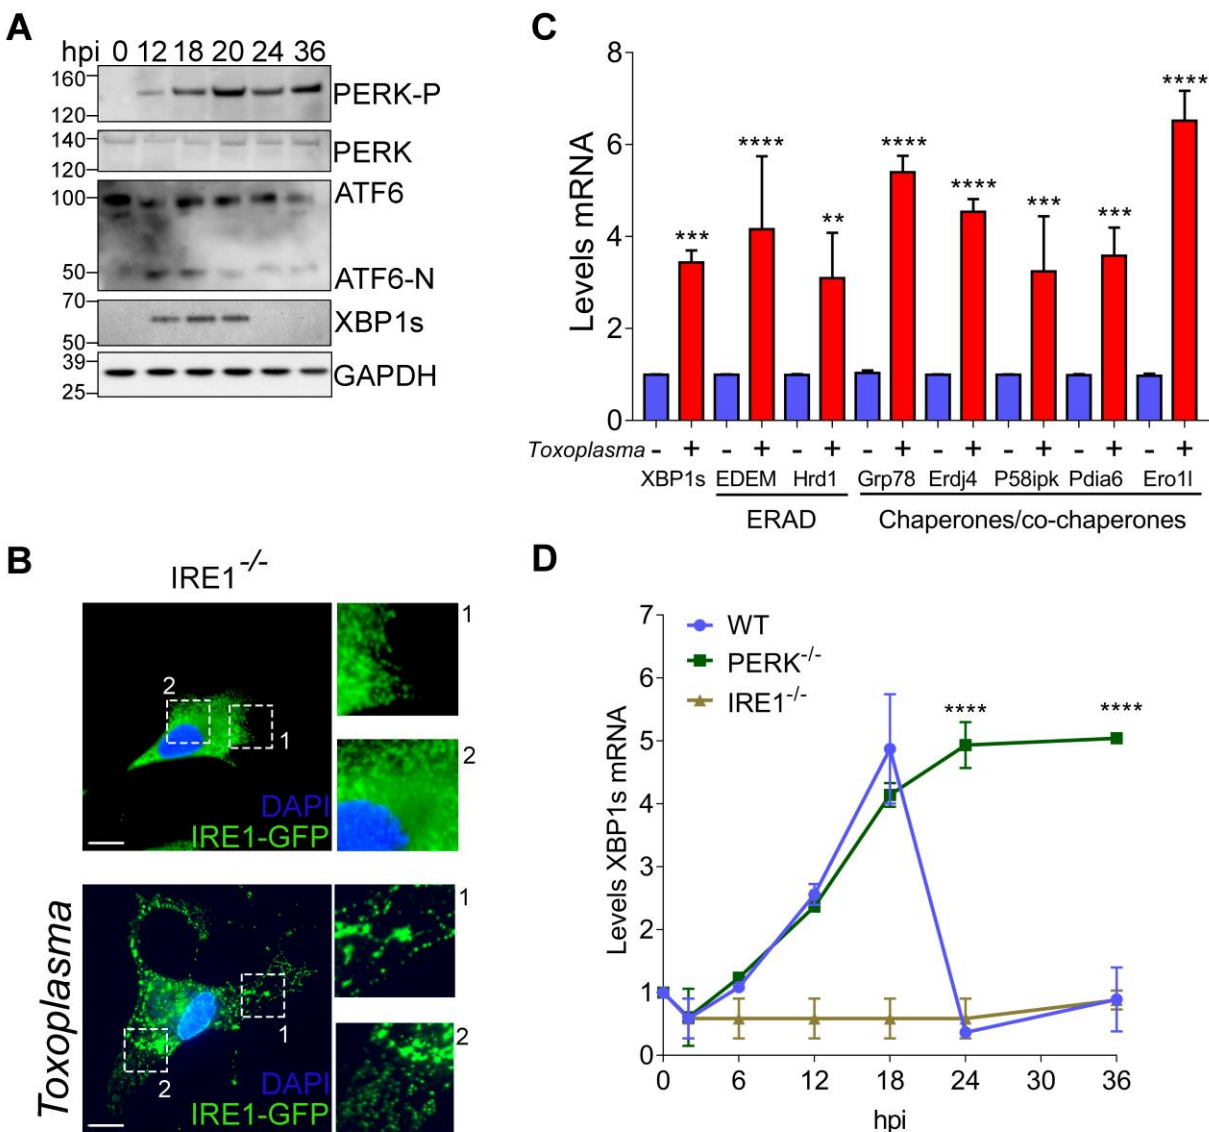 A
hpi 0 12 18 20 24 36
160
120
PERK-P
140
120
PERK
100
50
ATF6
ATF6-N
70
50
XBP1s
39
25
GAPDH
B
IRE1-/-
2
1
DAPI
IRE1-GFP
1
2
Toxoplasma
1
2
DAPI
IRE1-GFP
1
2
C
Levels mRNA
8
6
4
2
0
*** **** ** **** **** *** *** ****
Toxoplasma - + - + - + - + - + - + - + - +
XBP1s EDEM Hrd1 Grp78 Erdj4 P58ipk Pdia6 Ero1l
ERAD Chaperones/co-chaperones
D
Levels XBP1s mRNA
7
6
5
4
3
2
1
0
WT
PERK-/-
IRE1-/-
**** ****
0 6 12 18 24 30 36
hpi